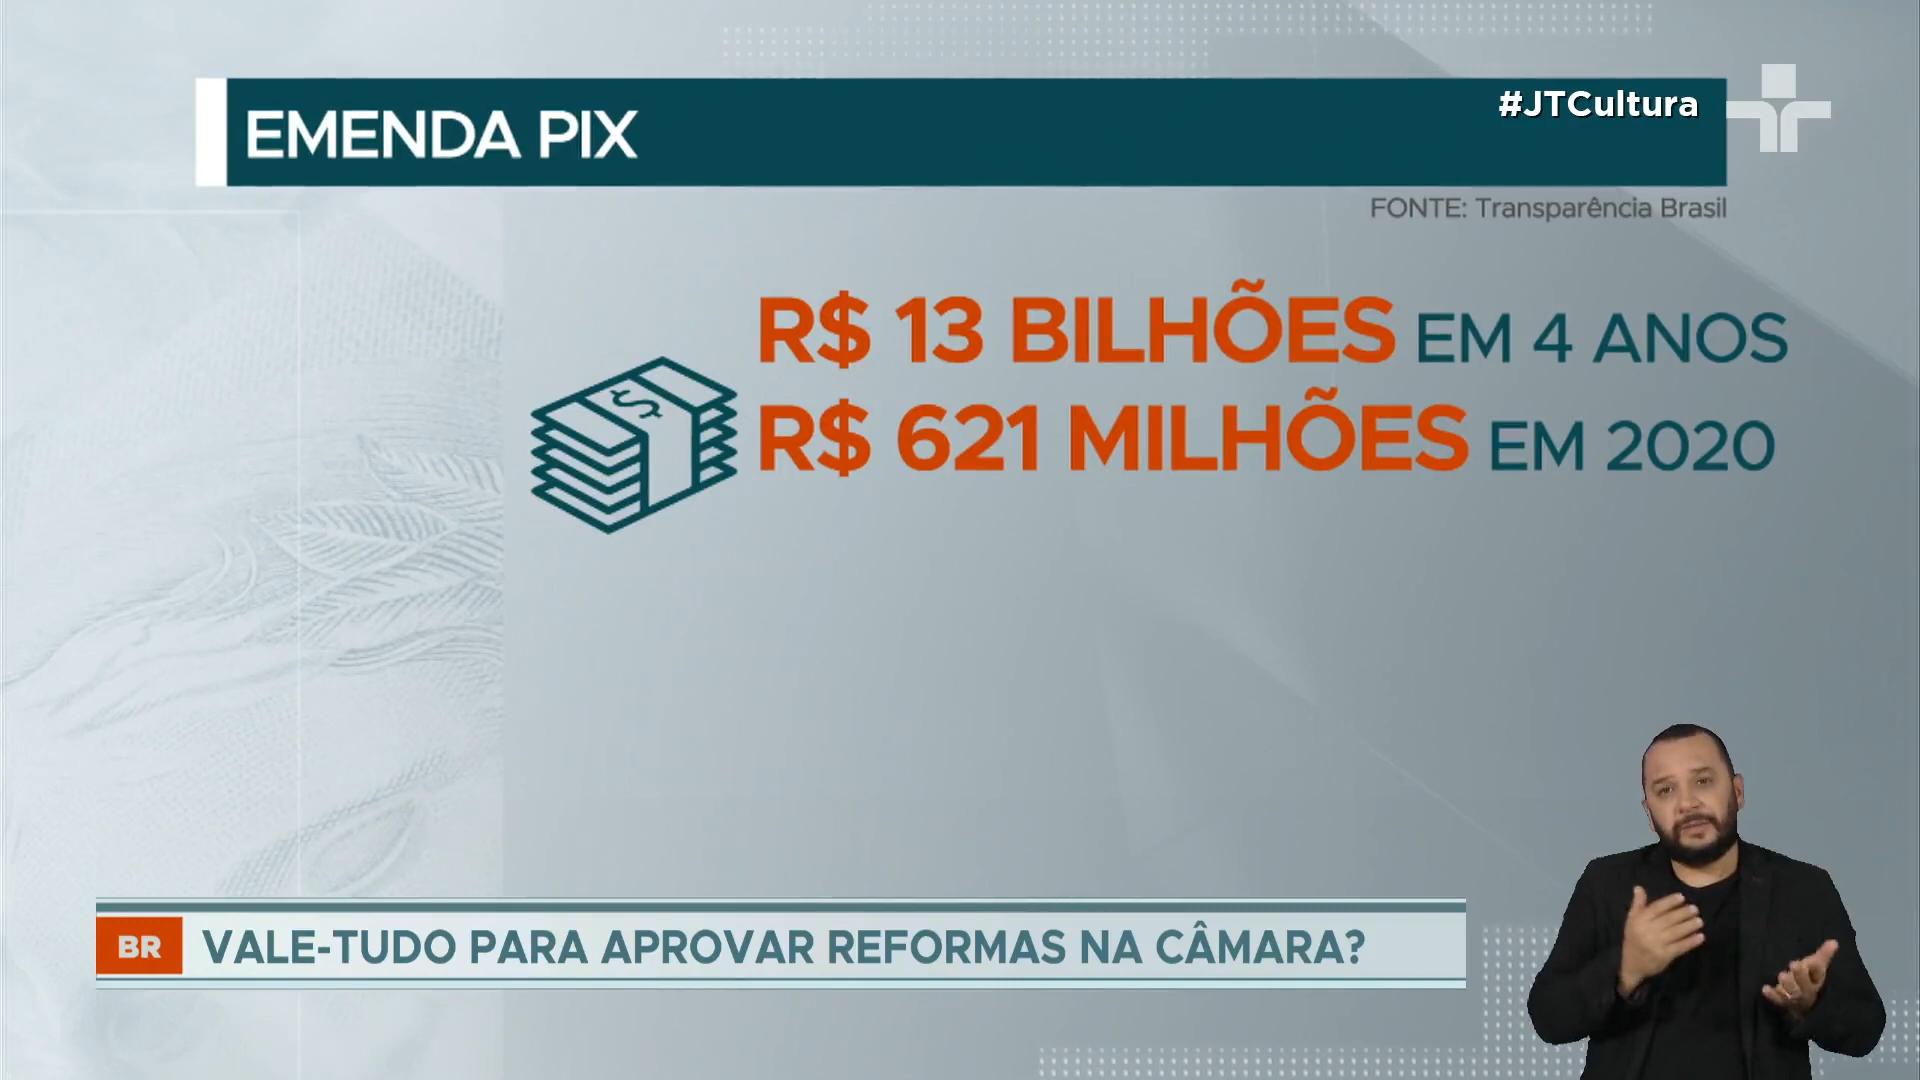 EMENDA PIX
#JTCultura
FONTE: Transparência Brasil
R$ 13 BILHÕES EM 4 ANOS
R$ 621 MILHÕES EM 2020
BR VALE-TUDO PARA APROVAR REFORMAS NA CÂMARA?